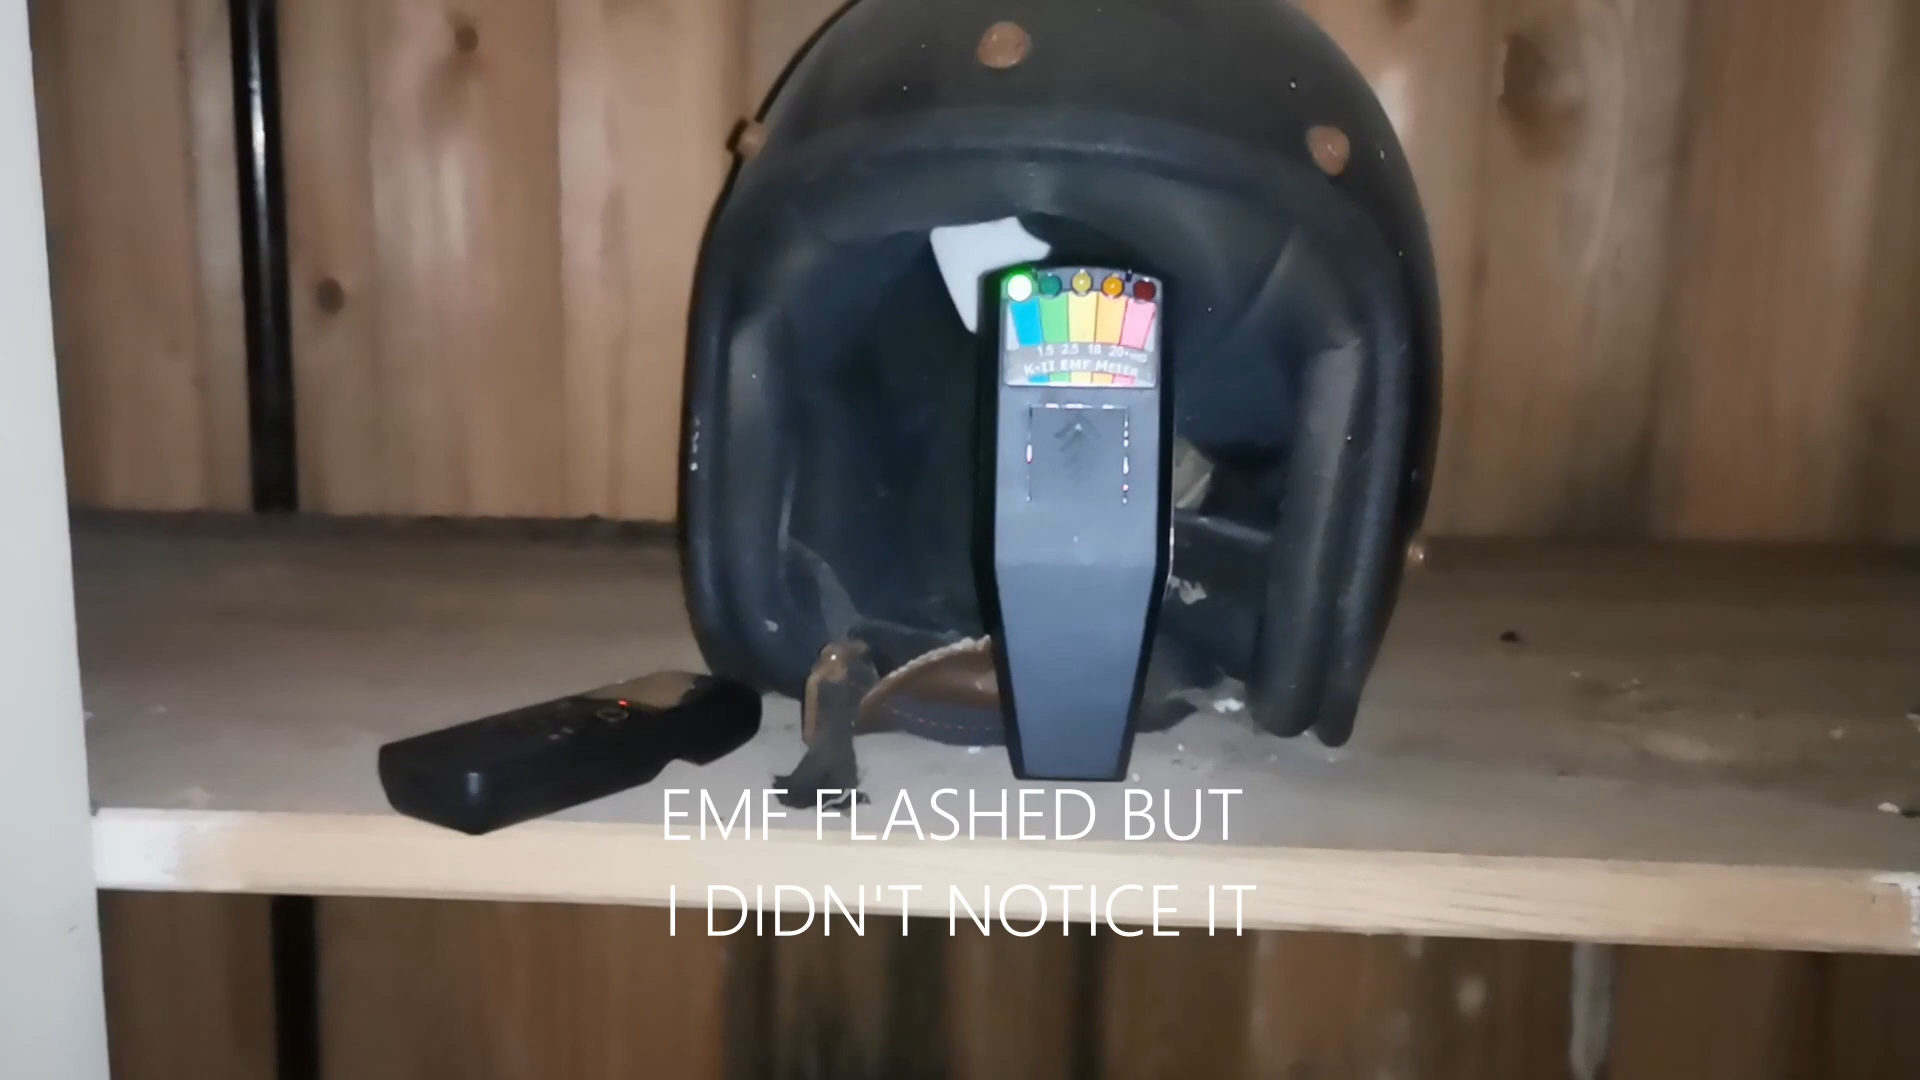 1.5 2.5 10 20+
K-II EMF METER
EMF FLASHED BUT
I DIDN'T NOTICE IT